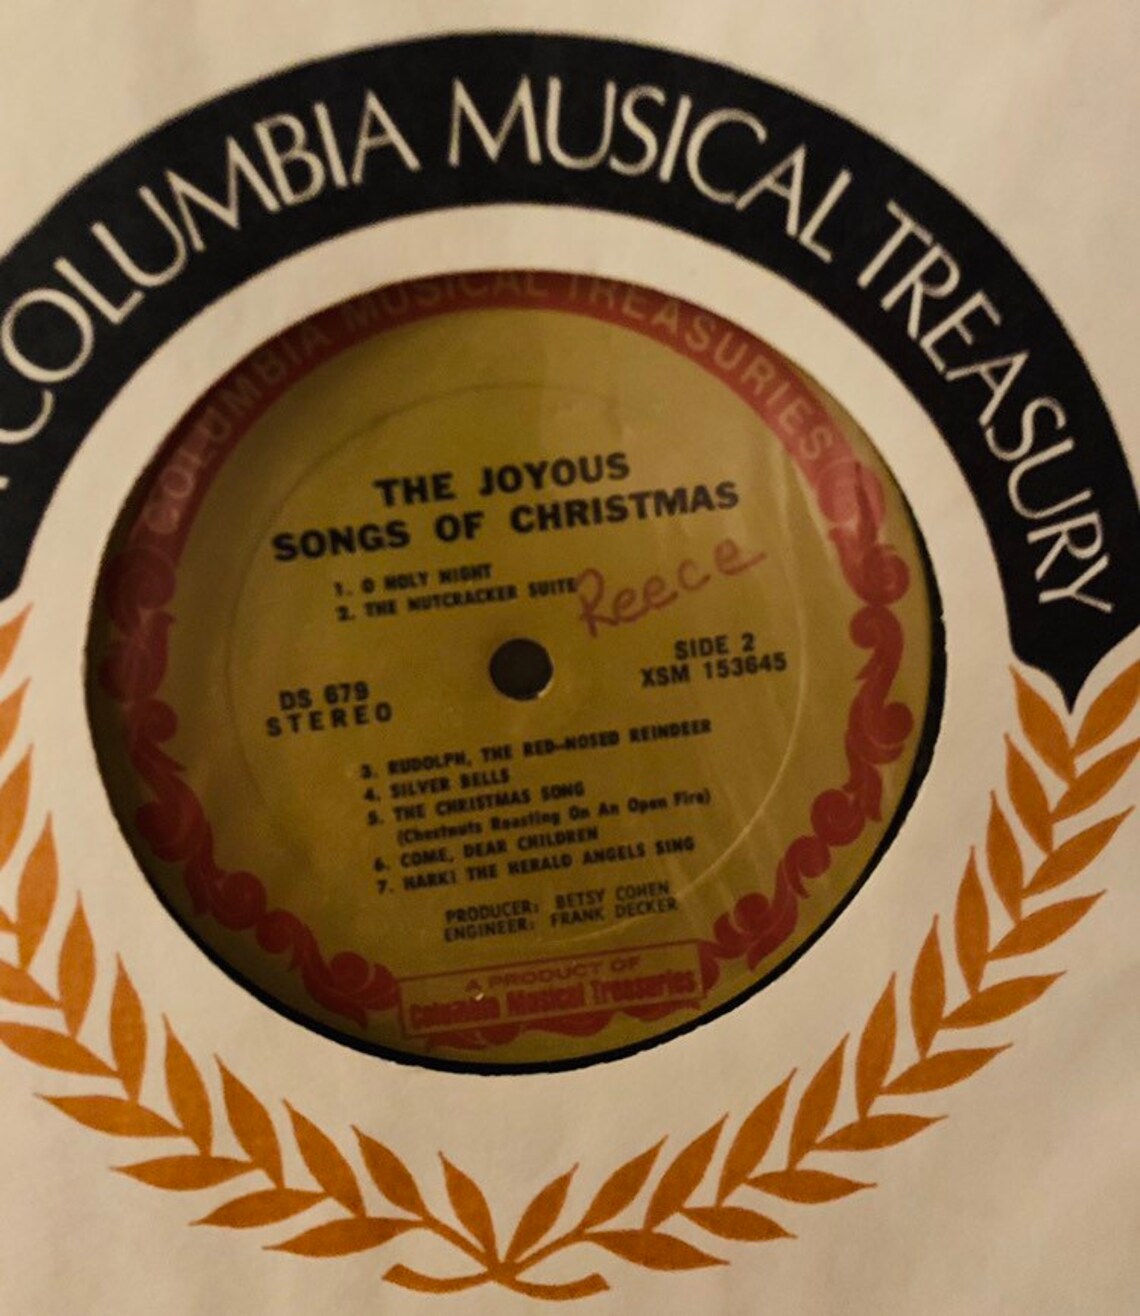 COLUMBIA MUSICAL TREASURY
COLUMBIA MUSICAL TREASURIES
THE JOYOUS
SONGS OF CHRISTMAS
1. O HOLY NIGHT
2. THE NUTCRACKER SUITE
Reece
SIDE 2
XSM 153645
DS 679
STEREO
3. RUDOLPH, THE RED-NOSED REINDEER
4. SILVER BELLS
5. THE CHRISTMAS SONG
(Chestnuts Roasting On An Open Fire)
6. COME, DEAR CHILDREN
7. HARK! THE HERALD ANGELS SING
PRODUCER: BETSY COHEN
ENGINEER: FRANK DECKER
A PRODUCT OF
Columbia Musical Treasuries